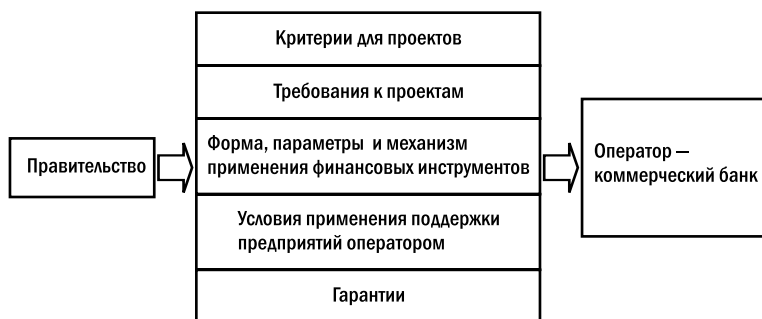 Правительство
Критерии для проектов
Требования к проектам
Форма, параметры и механизм
применения финансовых инструментов
Условия применения поддержки
предприятий оператором
Гарантии
Оператор —
коммерческий банк